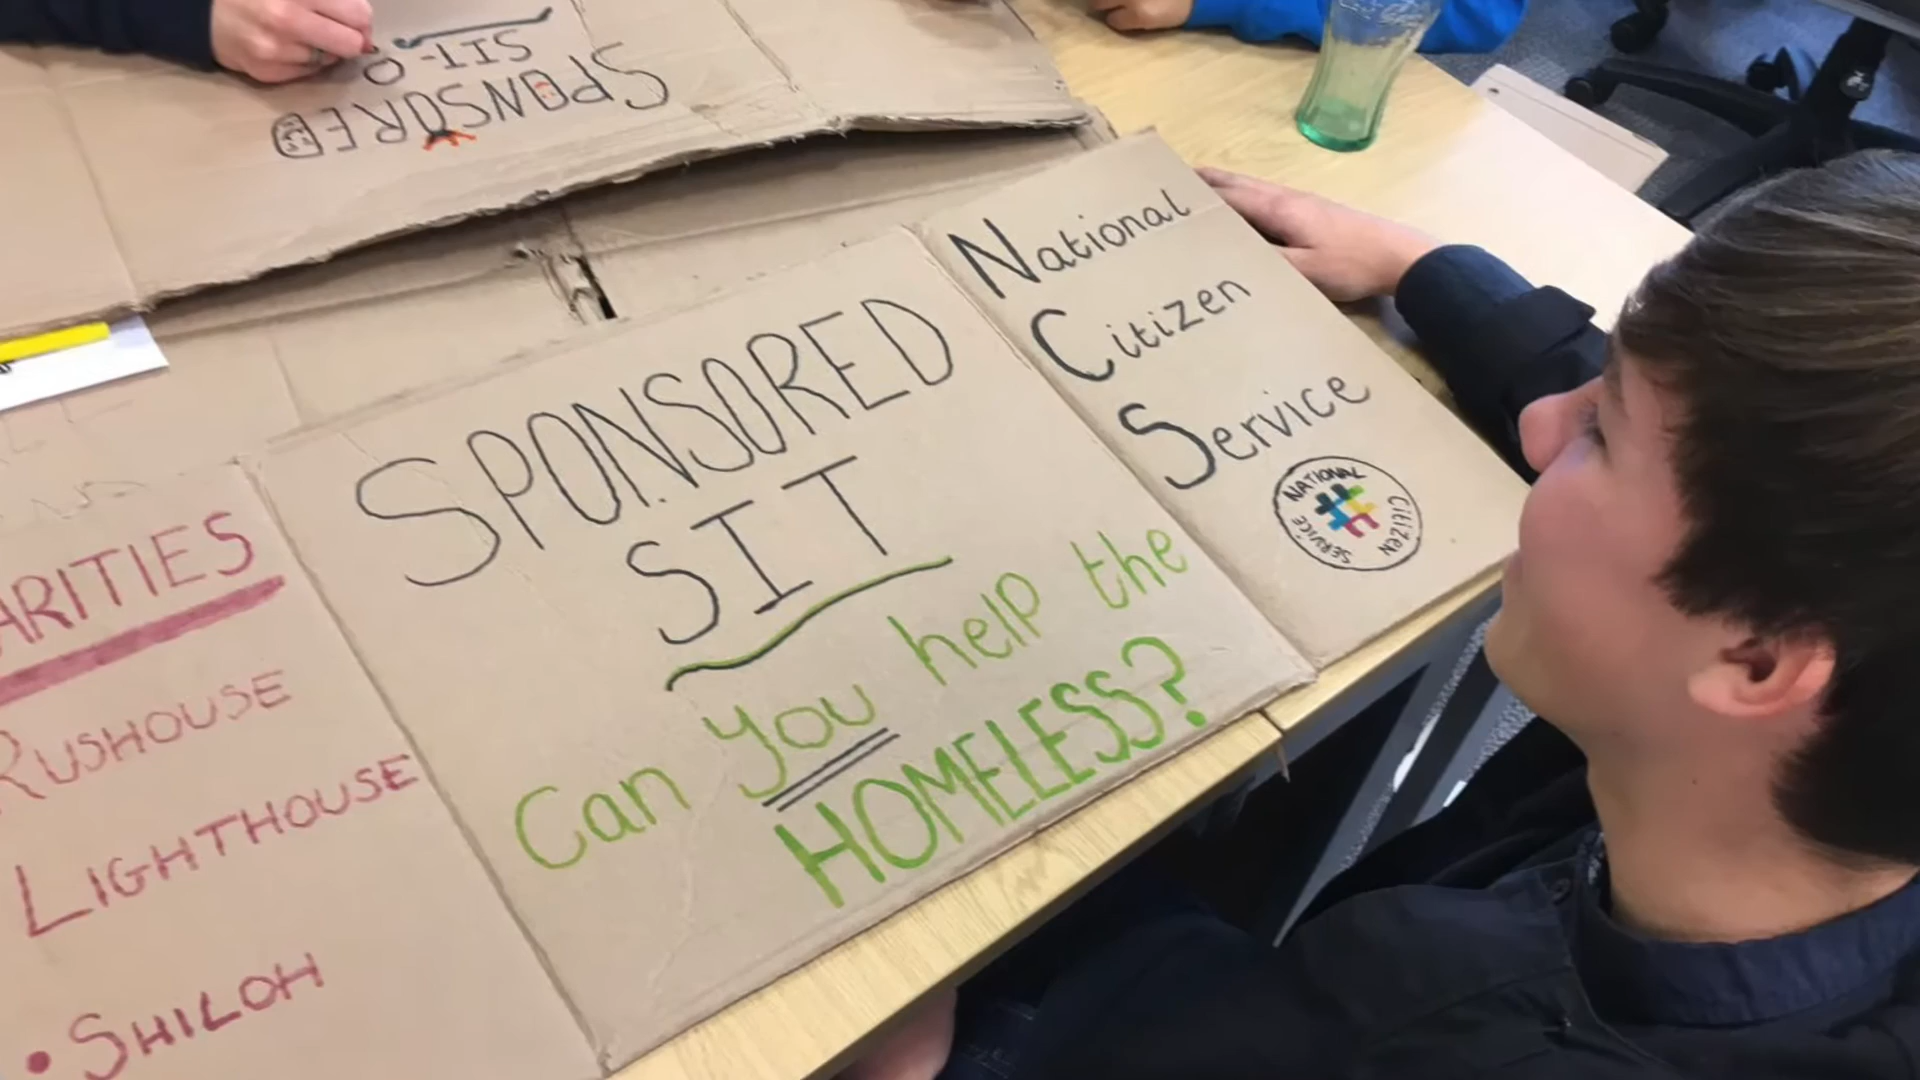 SPONSORED
SIT-O
ARITIES
RUSHOUSE
LIGHTHOUSE
• SHILOH
SPONSORED
SIT
Can you help the
HOMELESS?
National
Citizen
Service
NATIONAL
Citizen
SERVICE